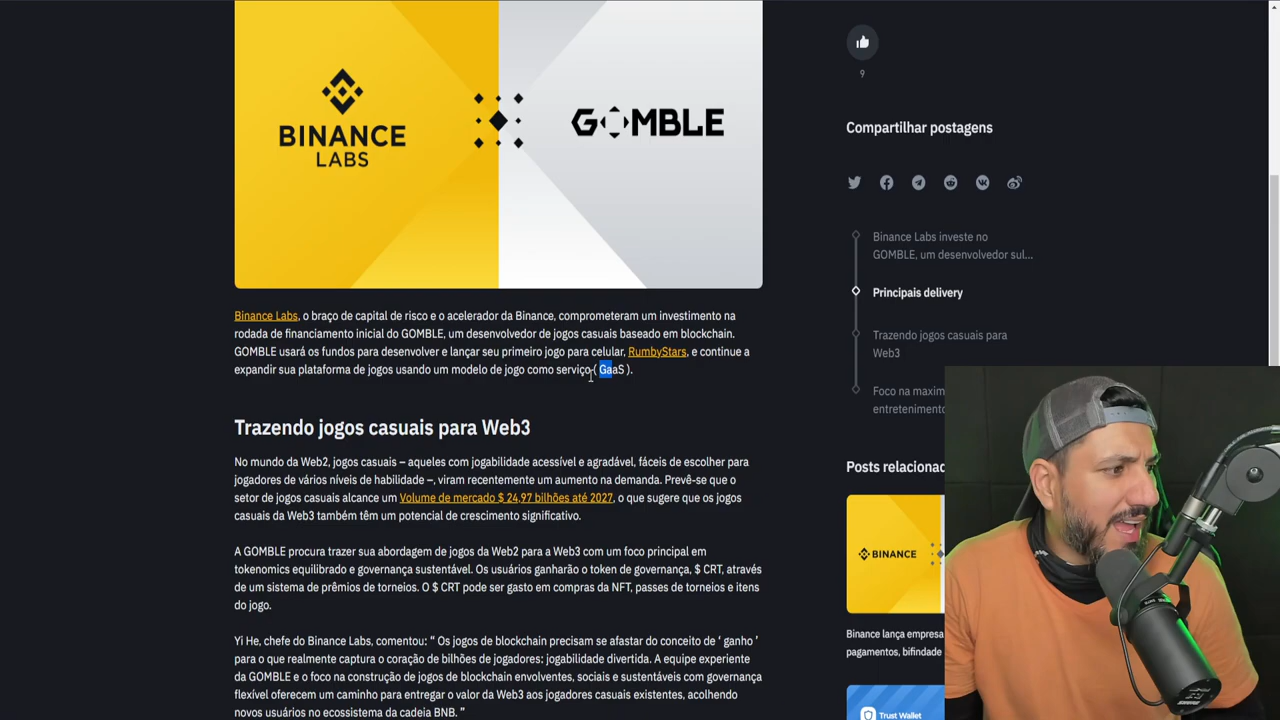 BINANCE
LABS
GOMBLE
9
Compartilhar postagens
Binance Labs investe no
GOMBLE, um desenvolvedor sul...
Principais delivery
Trazendo jogos casuais para
Web3
Foco na maxim
entretenimento
Binance Labs, o braço de capital de risco e o acelerador da Binance, comprometeram um investimento na
rodada de financiamento inicial do GOMBLE, um desenvolvedor de jogos casuais baseado em blockchain.
GOMBLE usará os fundos para desenvolver e lançar seu primeiro jogo para celular, RumbyStars, e continue a
expandir sua plataforma de jogos usando um modelo de jogo como serviço ( GaaS ).
Trazendo jogos casuais para Web3
No mundo da Web2, jogos casuais – aqueles com jogabilidade acessível e agradável, fáceis de escolher para
jogadores de vários níveis de habilidade –, viram recentemente um aumento na demanda. Prevê-se que o
setor de jogos casuais alcance um Volume de mercado $ 24,97 bilhões até 2027, o que sugere que os jogos
casuais da Web3 também têm um potencial de crescimento significativo.
A GOMBLE procura trazer sua abordagem de jogos da Web2 para a Web3 com um foco principal em
tokenomics equilibrado e governança sustentável. Os usuários ganharão o token de governança, $ CRT, através
de um sistema de prêmios de torneios. O $ CRT pode ser gasto em compras da NFT, passes de torneios e itens
do jogo.
Yi He, chefe do Binance Labs, comentou: “ Os jogos de blockchain precisam se afastar do conceito de ‘ ganho ’
para o que realmente captura o coração de bilhões de jogadores: jogabilidade divertida. A equipe experiente
da GOMBLE e o foco na construção de jogos de blockchain envolventes, sociais e sustentáveis com governança
flexível oferecem um caminho para entregar o valor da Web3 aos jogadores casuais existentes, acolhendo
novos usuários no ecossistema da cadeia BNB. ”
Posts relacionad
BINANCE
Binance lança empresa
pagamentos, bifindade
Trust Wallet